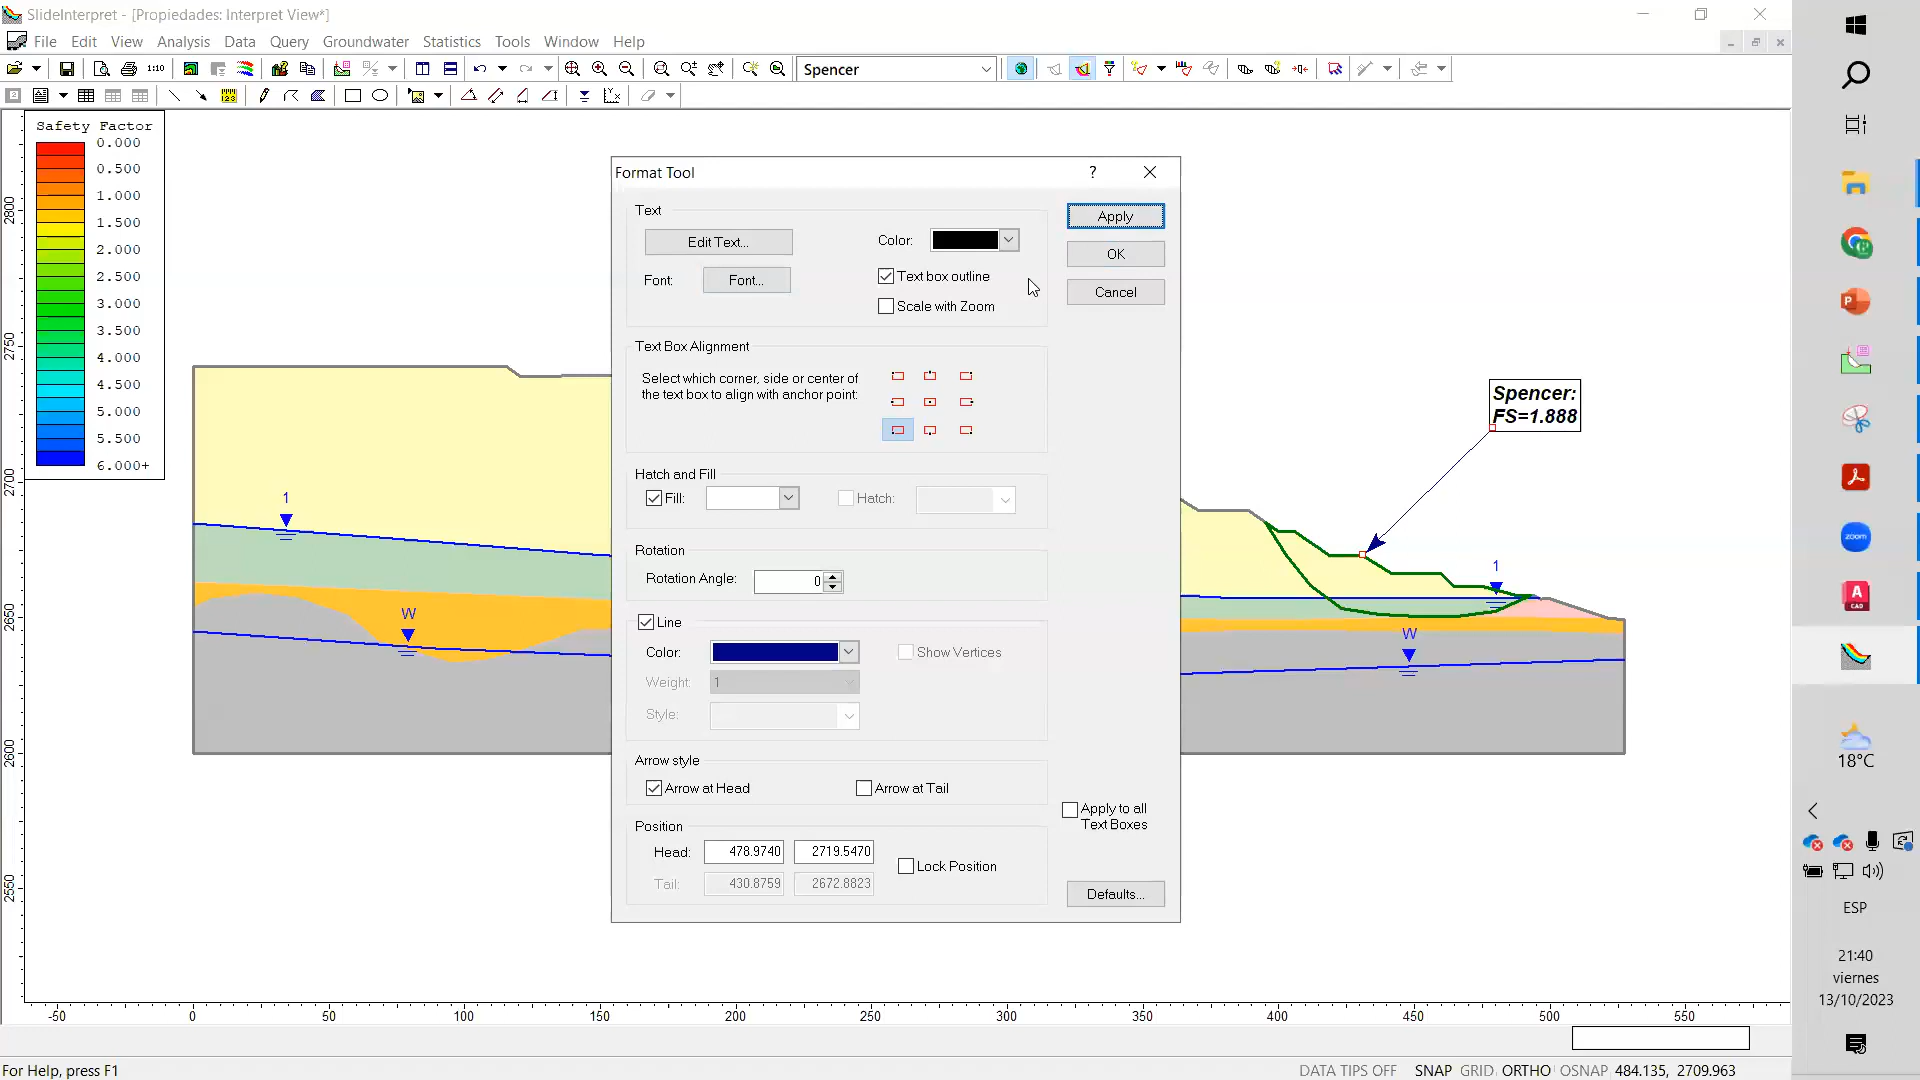 SlideInterpret - [Propiedades: Interpret View*]
File Edit View Analysis Data Query Groundwater Statistics Tools Window Help
1:10
Spencer
Safety Factor
0.000
0.500
1.000
1.500
2.000
2.500
3.000
3.500
4.000
4.500
5.000
5.500
6.000+
2800
2750
2700
2650
2600
2550
1
W
Format Tool
?
Text
Edit Text...
Color:
Font:
Font...
Text box outline
Scale with Zoom
Apply
OK
Cancel
Text Box Alignment
Select which corner, side or center of
the text box to align with anchor point:
Hatch and Fill
Fill:
Hatch:
Rotation
Rotation Angle:
0
Line
Color:
Show Vertices
Weight:
1
Style:
Arrow style
Arrow at Head
Arrow at Tail
Apply to all
Text Boxes
Position
Head:
478.9740
2719.5470
Lock Position
Tail:
430.8759
2672.8823
Defaults...
Spencer:
FS=1.888
1
W
-50 0 50 100 150 200 250 300 350 400 450 500 550
For Help, press F1
DATA TIPS OFF SNAP GRID ORTHO OSNAP 484.135, 2709.963
zoom
A
CAD
18°C
ESP
21:40
viernes
13/10/2023